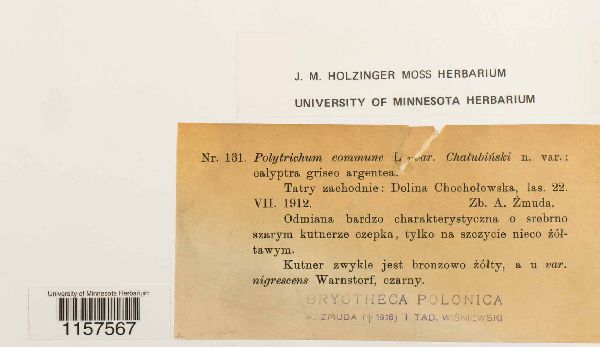 J. M. HOLZINGER MOSS HERBARIUM
UNIVERSITY OF MINNESOTA HERBARIUM
Nr. 131. Polytrichum commune L. var. Chałubiński n. var.:
calyptra griseo argentea.
Tatry zachodnie: Dolina Chochołowska, las. 22.
VII. 1912. Zb. A. Żmuda.
Odmiana bardzo charakterystyczna o srebrno
szarym kutnerze czepka, tylko na szczycie nieco żół-
tawym.
Kutner zwykle jest bronzowo żółty, a u var.
nigrescens Warnstorf, czarny.
BRYOTHECA POLONICA
A. ŻMUDA († 1916) I TAD. WIŚNIEWSKI
University of Minnesota Herbarium
1157567